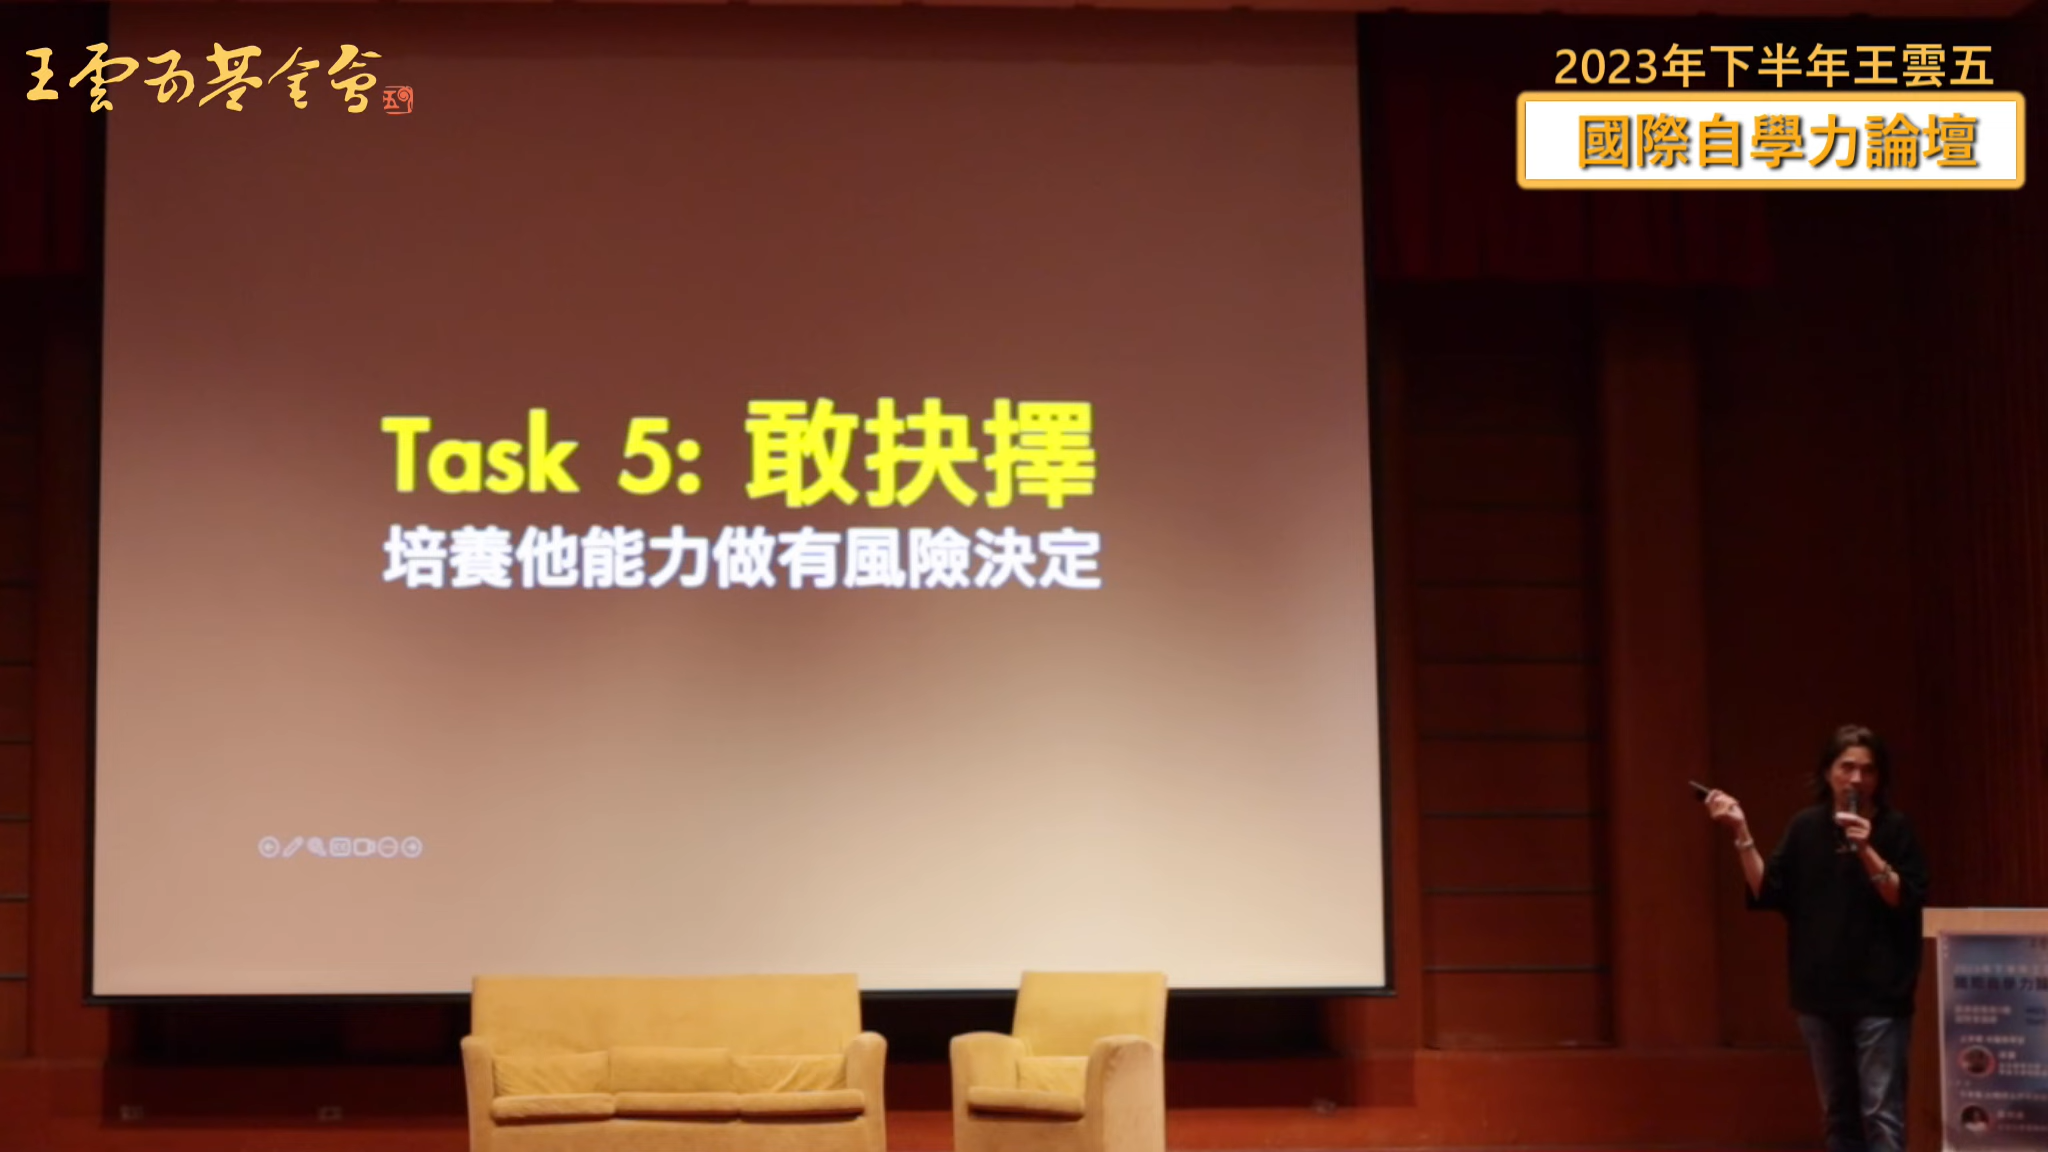 王雲五基金會
2023年下半年王雲五
國際自學力論壇
Task 5: 敢抉擇
培養他能力做有風險決定